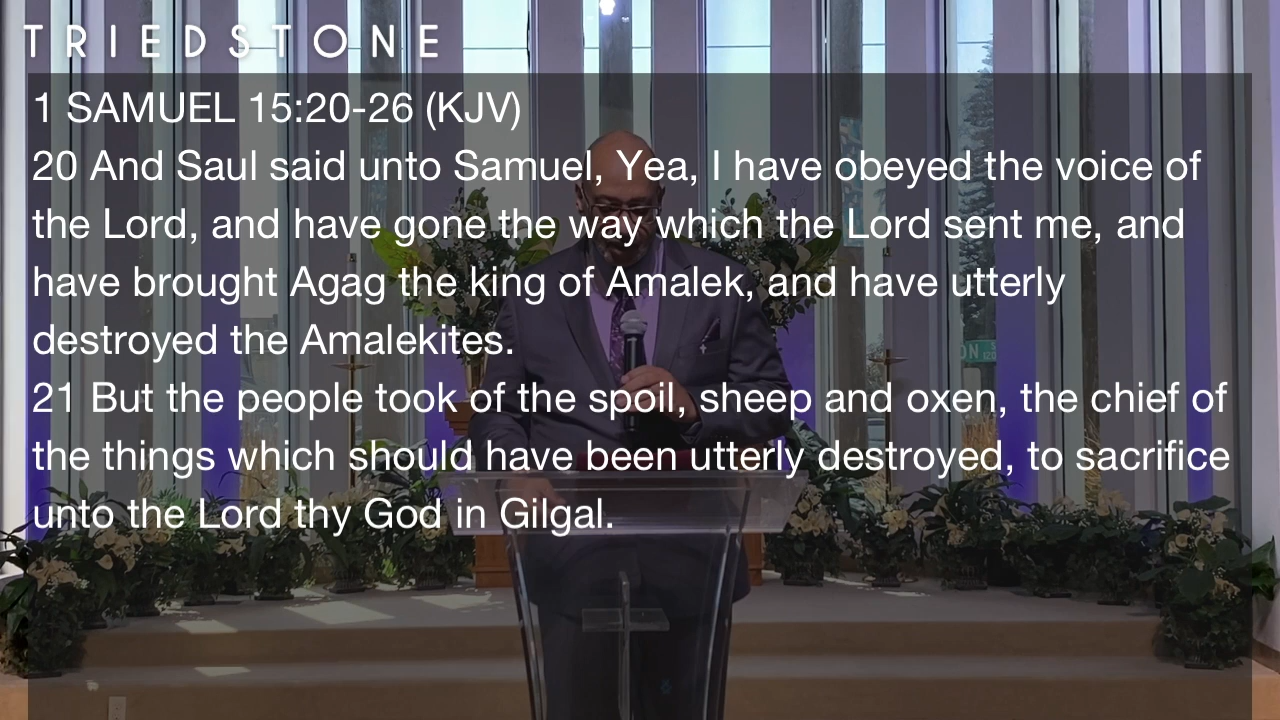 TRIEDSTONE
1 SAMUEL 15:20-26 (KJV)
20 And Saul said unto Samuel, Yea, I have obeyed the voice of
the Lord, and have gone the way which the Lord sent me, and
have brought Agag the king of Amalek, and have utterly
destroyed the Amalekites.
ON
21 But the people took of the spoil, sheep and oxen, the chief of
the things which should have been utterly destroyed, to sacrifice
unto the Lord thy God in Gilgal.